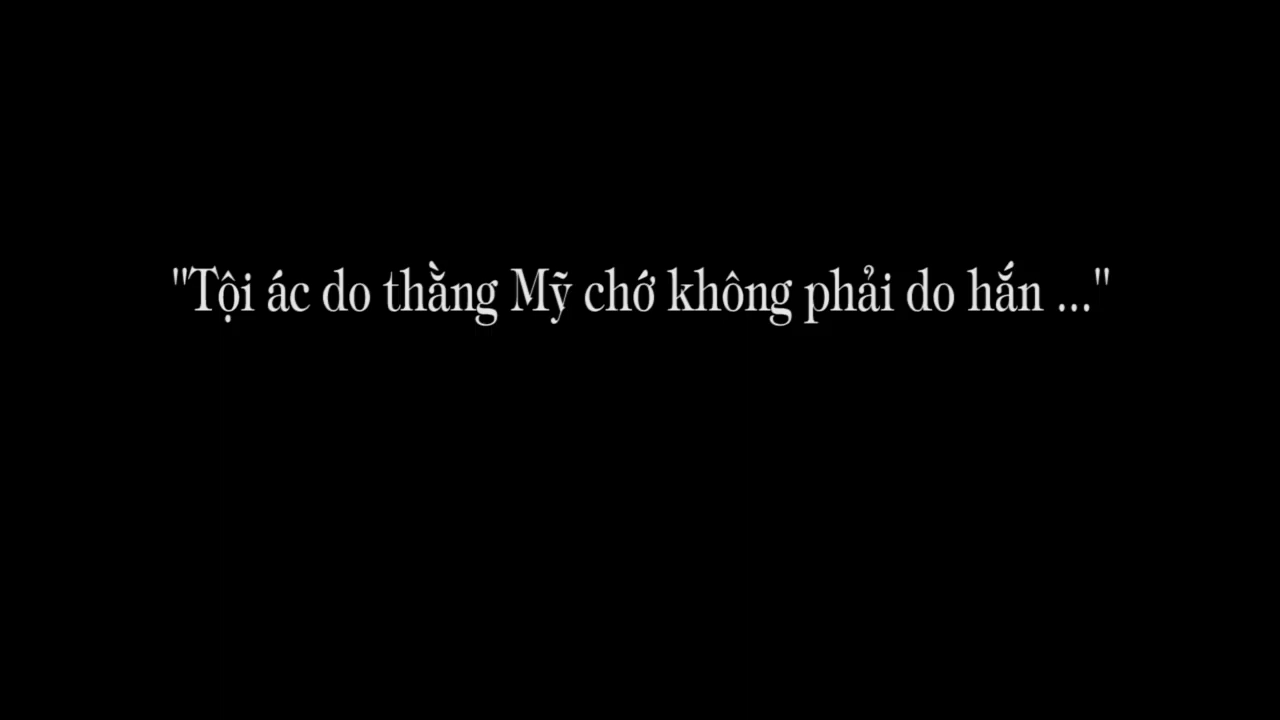 "Tội ác do thằng Mỹ chớ không phải do hắn ..."